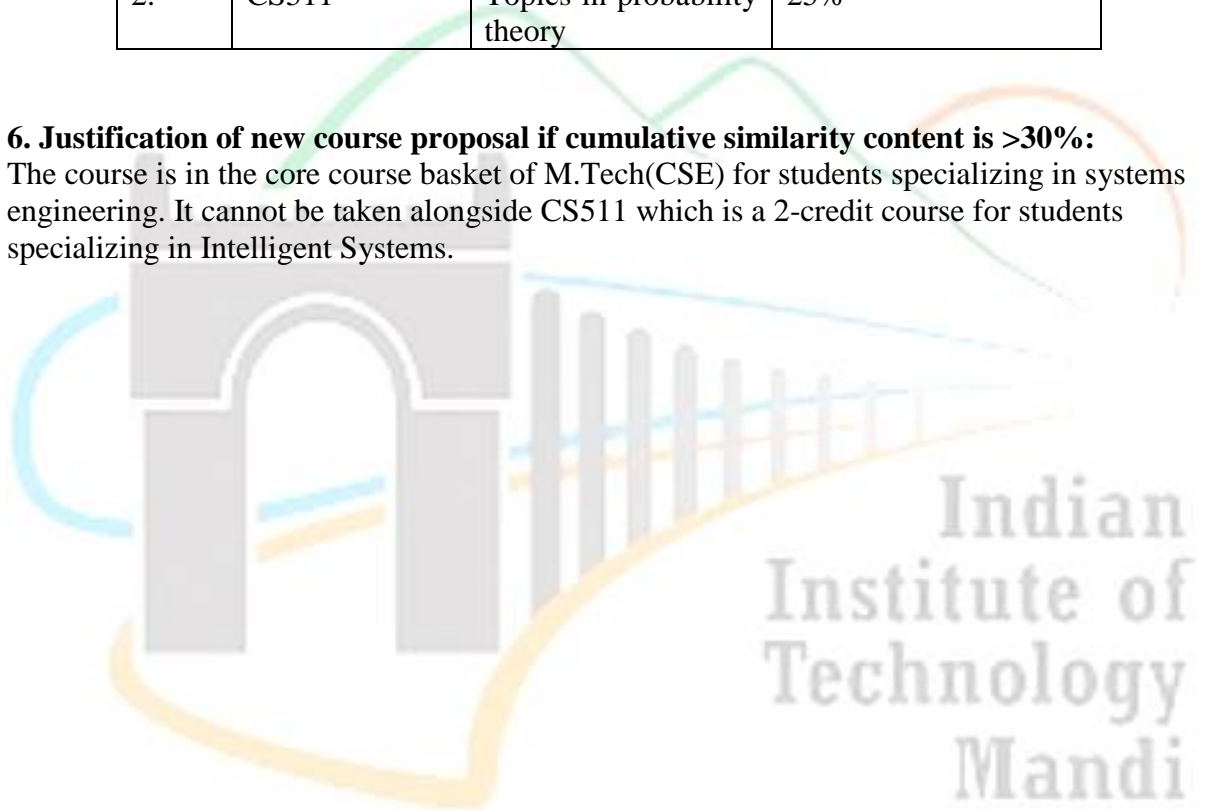 2. CS511 Topics in probability 25%
theory
6. Justification of new course proposal if cumulative similarity content is >30%:
The course is in the core course basket of M.Tech(CSE) for students specializing in systems
engineering. It cannot be taken alongside CS511 which is a 2-credit course for students
specializing in Intelligent Systems.
Indian
Institute of
Technology
Mandi